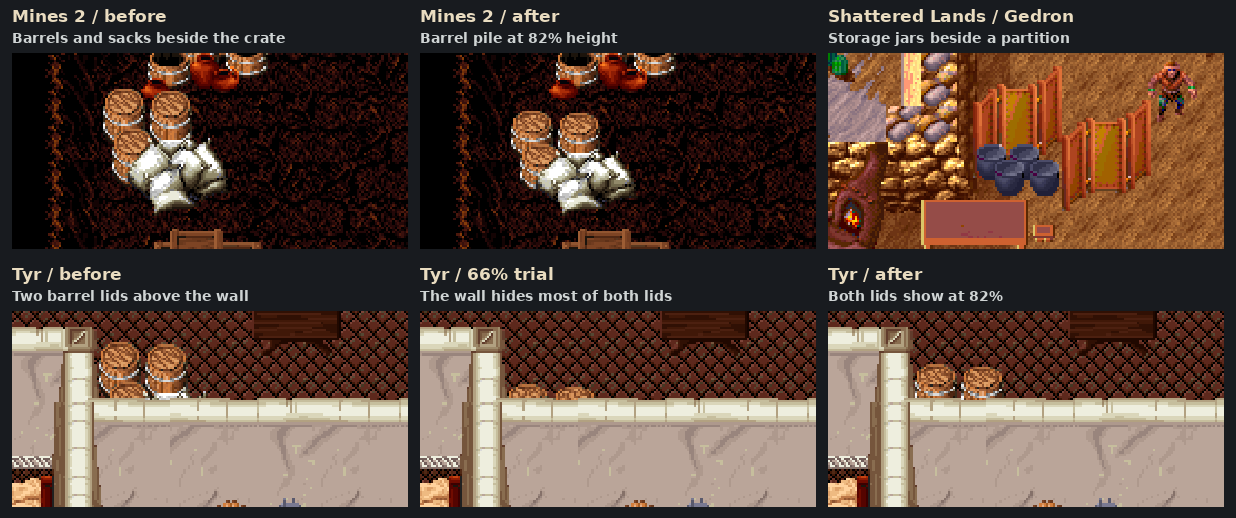 Mines 2 / before
Barrels and sacks beside the crate
Mines 2 / after
Barrel pile at 82% height
Shattered Lands / Gedron
Storage jars beside a partition
Tyr / before
Two barrel lids above the wall
Tyr / 66% trial
The wall hides most of both lids
Tyr / after
Both lids show at 82%